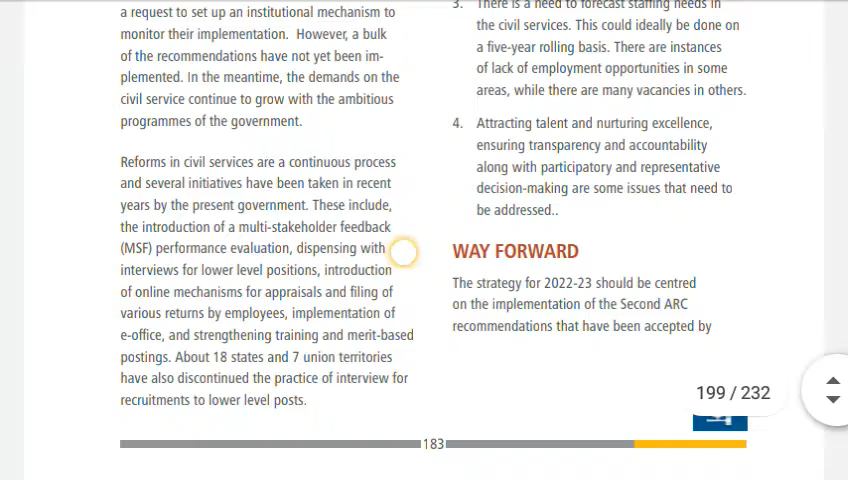 a request to set up an institutional mechanism to
monitor their implementation. However, a bulk
of the recommendations have not yet been im-
plemented. In the meantime, the demands on the
civil service continue to grow with the ambitious
programmes of the government.
Reforms in civil services are a continuous process
and several initiatives have been taken in recent
years by the present government. These include,
the introduction of a multi-stakeholder feedback
(MSF) performance evaluation, dispensing with
interviews for lower level positions, introduction
of online mechanisms for appraisals and filing of
various returns by employees, implementation of
e-office, and strengthening training and merit-based
postings. About 18 states and 7 union territories
have also discontinued the practice of interview for
recruitments to lower level posts.
3. There is a need to forecast staffing needs in
the civil services. This could ideally be done on
a five-year rolling basis. There are instances
of lack of employment opportunities in some
areas, while there are many vacancies in others.
4. Attracting talent and nurturing excellence,
ensuring transparency and accountability
along with participatory and representative
decision-making are some issues that need to
be addressed..
WAY FORWARD
The strategy for 2022-23 should be centred
on the implementation of the Second ARC
recommendations that have been accepted by
199 / 232
183